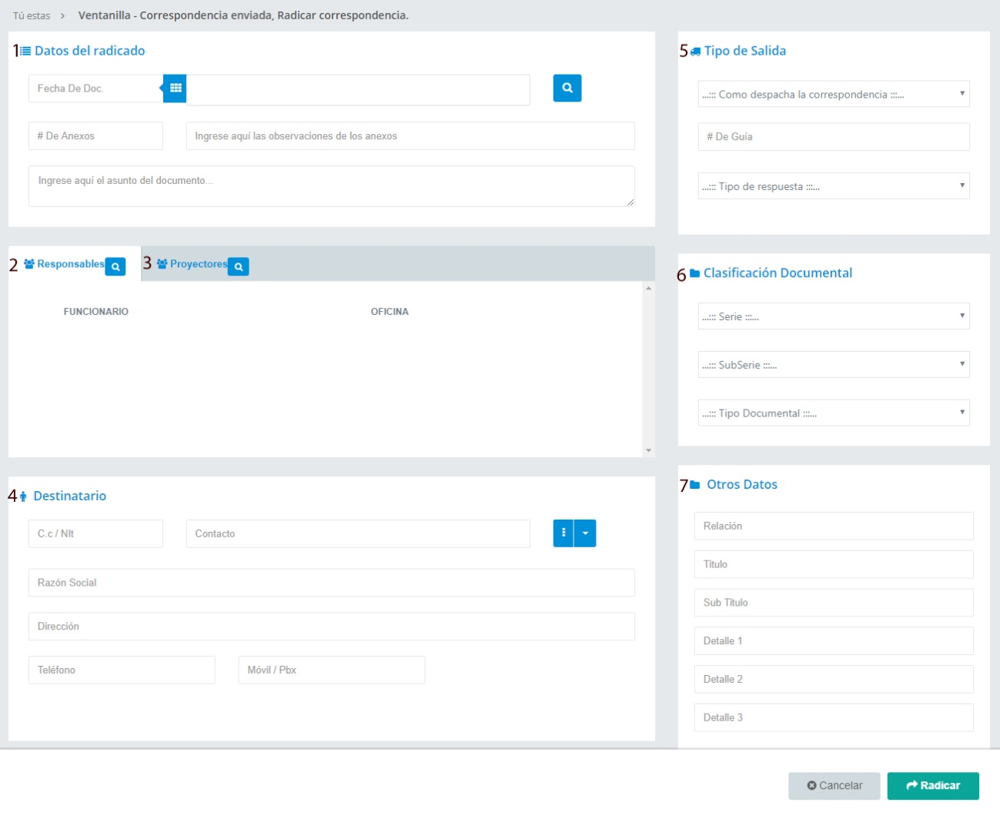 Tú estas > Ventanilla - Correspondencia enviada, Radicar correspondencia.
1 Datos del radicado
Fecha De Doc.
# De Anexos
Ingrese aquí las observaciones de los anexos
Ingrese aquí el asunto del documento...
2 Responsables
3 Proyectores
FUNCIONARIO
OFICINA
4 Destinatario
C.c / NIt
Contacto
Razón Social
Dirección
Teléfono
Móvil / Pbx
5 Tipo de Salida
...::: Como despacha la correspondencia :::...
# De Guía
...::: Tipo de respuesta :::...
6 Clasificación Documental
...::: Serie :::...
...::: SubSerie :::...
...::: Tipo Documental :::...
7 Otros Datos
Relación
Titulo
Sub Titulo
Detalle 1
Detalle 2
Detalle 3
Cancelar
Radicar